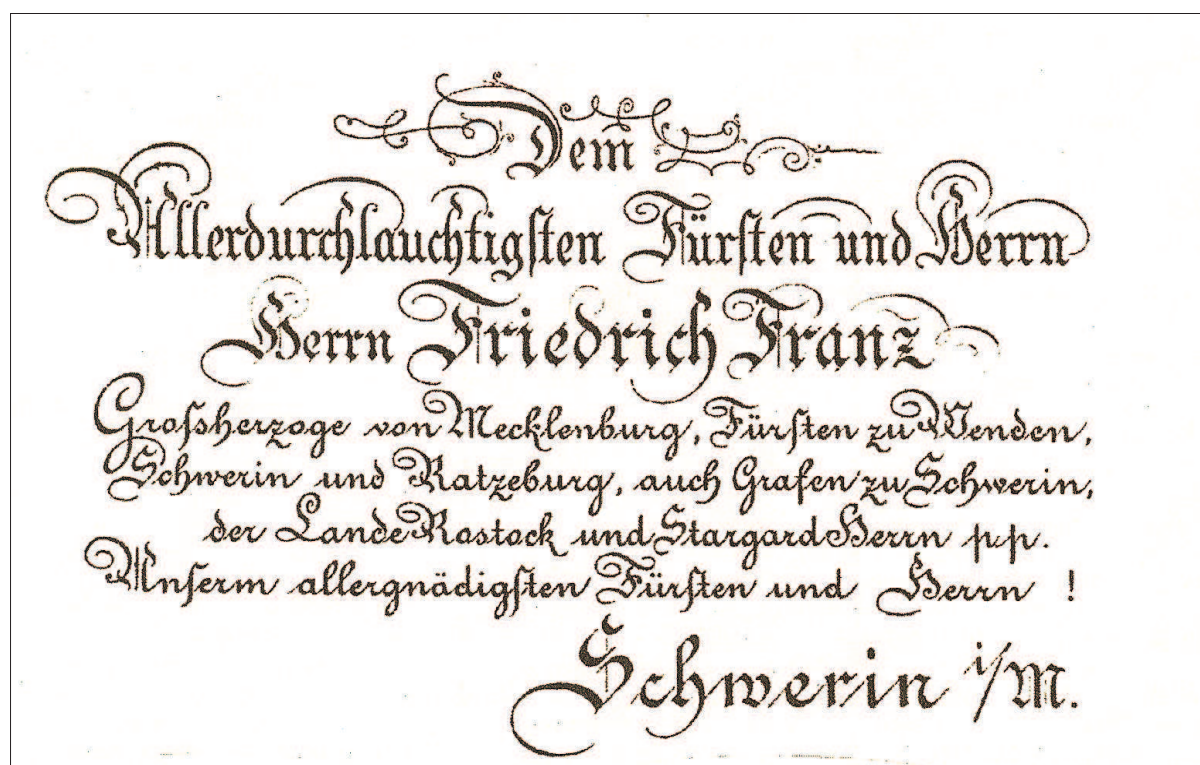 Dem
Allerdurchlauchtigsten Fürsten und Herrn
Herrn Friedrich Franz
Grossherzoge von Mecklenburg, Fürsten zu Wenden,
Schwerin und Ratzeburg, auch Grafen zu Schwerin,
der Lande Rostock und Stargard Herrn p.p.
Unserm allergnädigsten Fürsten und Herrn !
Schwerin i/M.